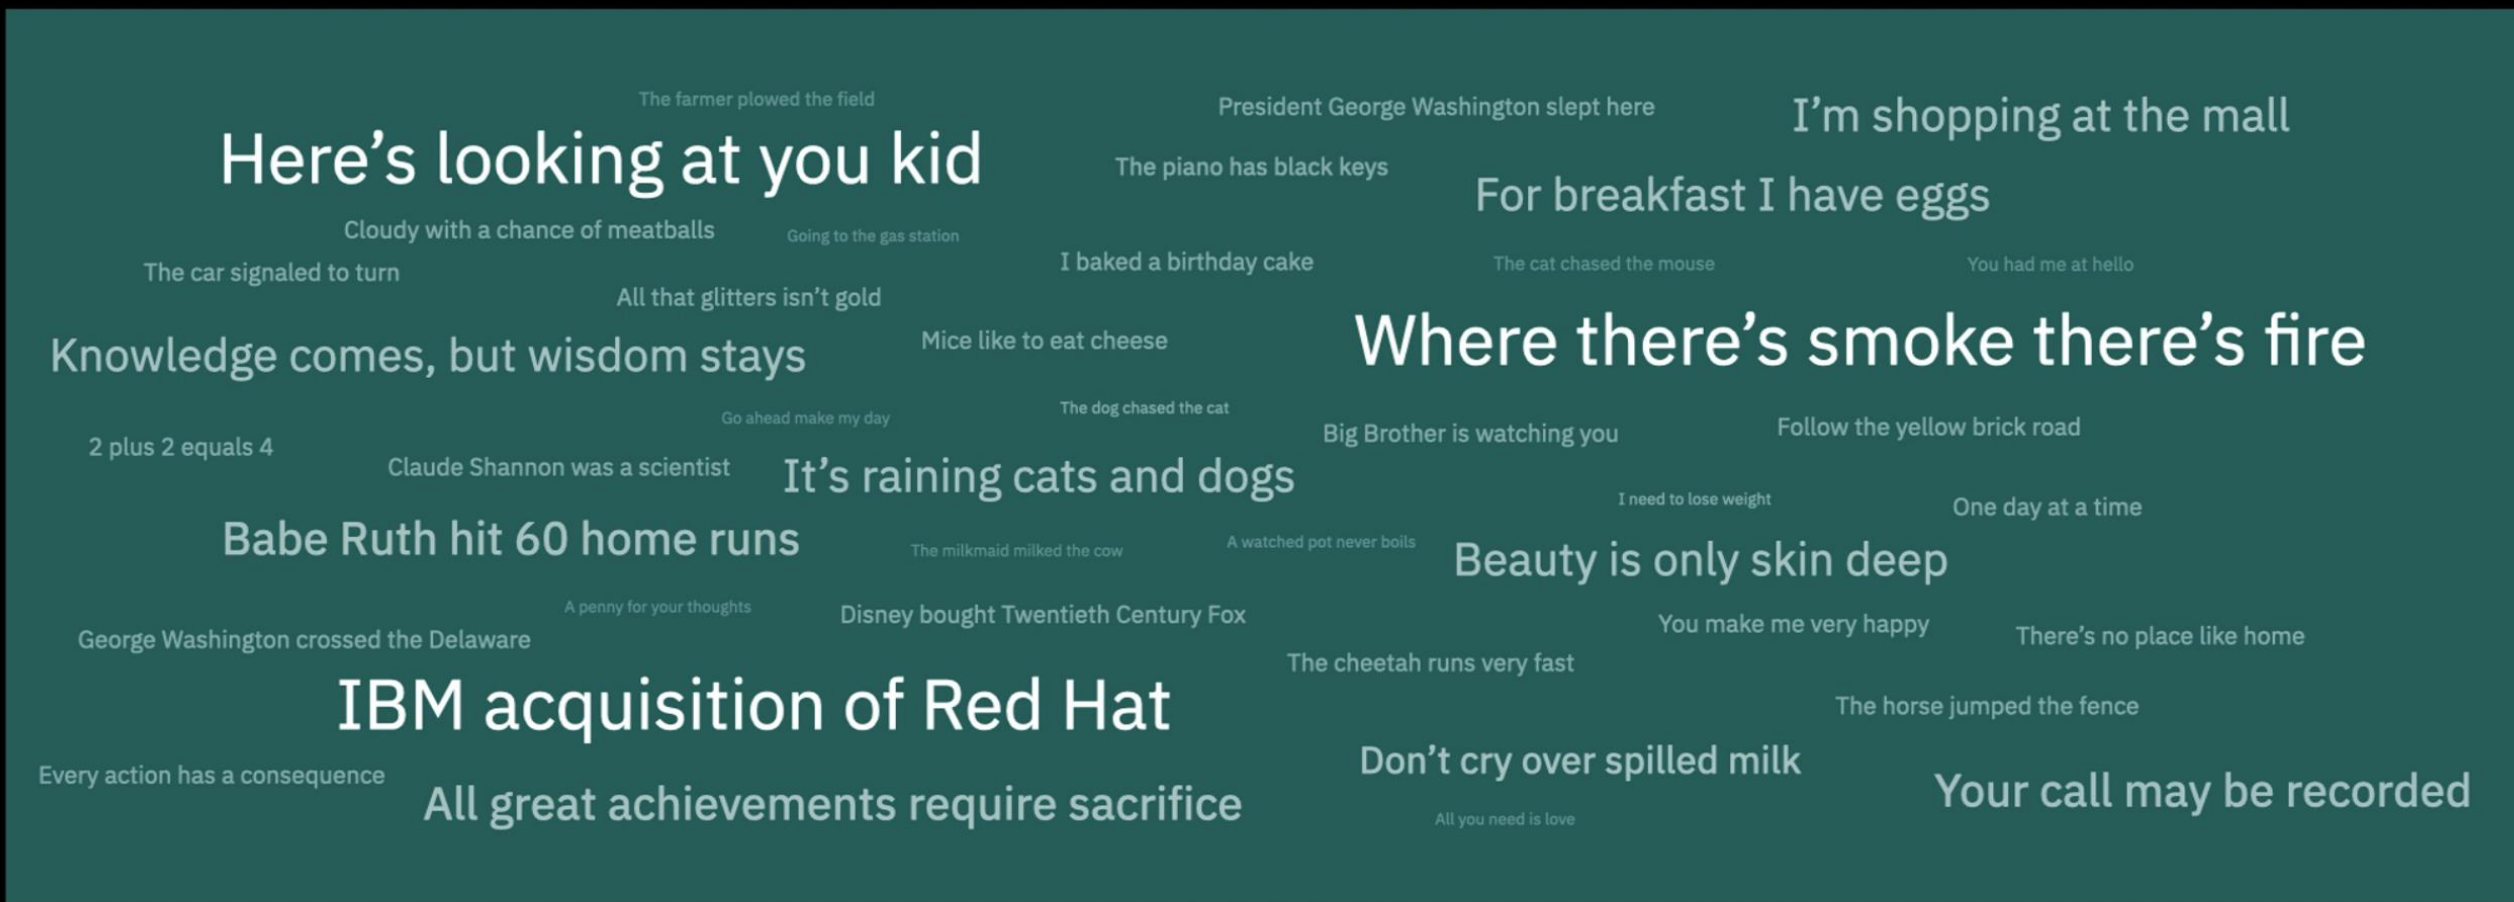 The farmer plowed the field
President George Washington slept here
I’m shopping at the mall
Here’s looking at you kid
The piano has black keys
For breakfast I have eggs
Cloudy with a chance of meatballs
Going to the gas station
I baked a birthday cake
The cat chased the mouse
You had me at hello
The car signaled to turn
All that glitters isn’t gold
Knowledge comes, but wisdom stays
Mice like to eat cheese
Where there’s smoke there’s fire
Go ahead make my day
The dog chased the cat
Big Brother is watching you
Follow the yellow brick road
2 plus 2 equals 4
Claude Shannon was a scientist
It’s raining cats and dogs
I need to lose weight
One day at a time
Babe Ruth hit 60 home runs
The milkmaid milked the cow
A watched pot never boils
Beauty is only skin deep
A penny for your thoughts
Disney bought Twentieth Century Fox
You make me very happy
There’s no place like home
George Washington crossed the Delaware
The cheetah runs very fast
IBM acquisition of Red Hat
The horse jumped the fence
Every action has a consequence
Don’t cry over spilled milk
Your call may be recorded
All great achievements require sacrifice
All you need is love